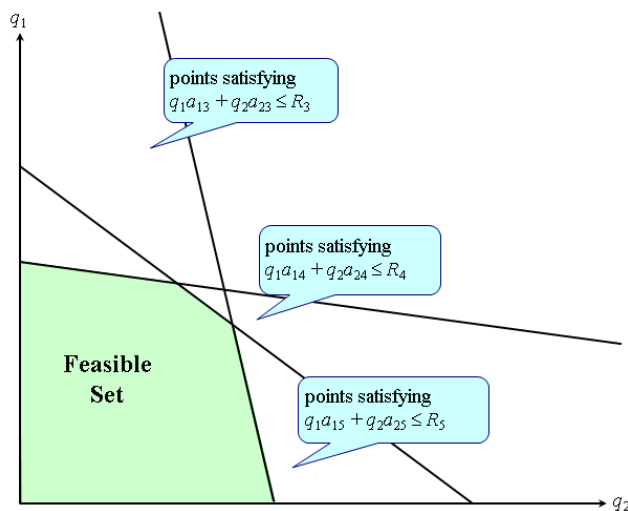 q₁
points satisfying
q₁a₁₃ + q₂a₂₃ ≤ R₃
points satisfying
q₁a₁₄ + q₂a₂₄ ≤ R₄
Feasible
Set
points satisfying
q₁a₁₅ + q₂a₂₅ ≤ R₅
q₂